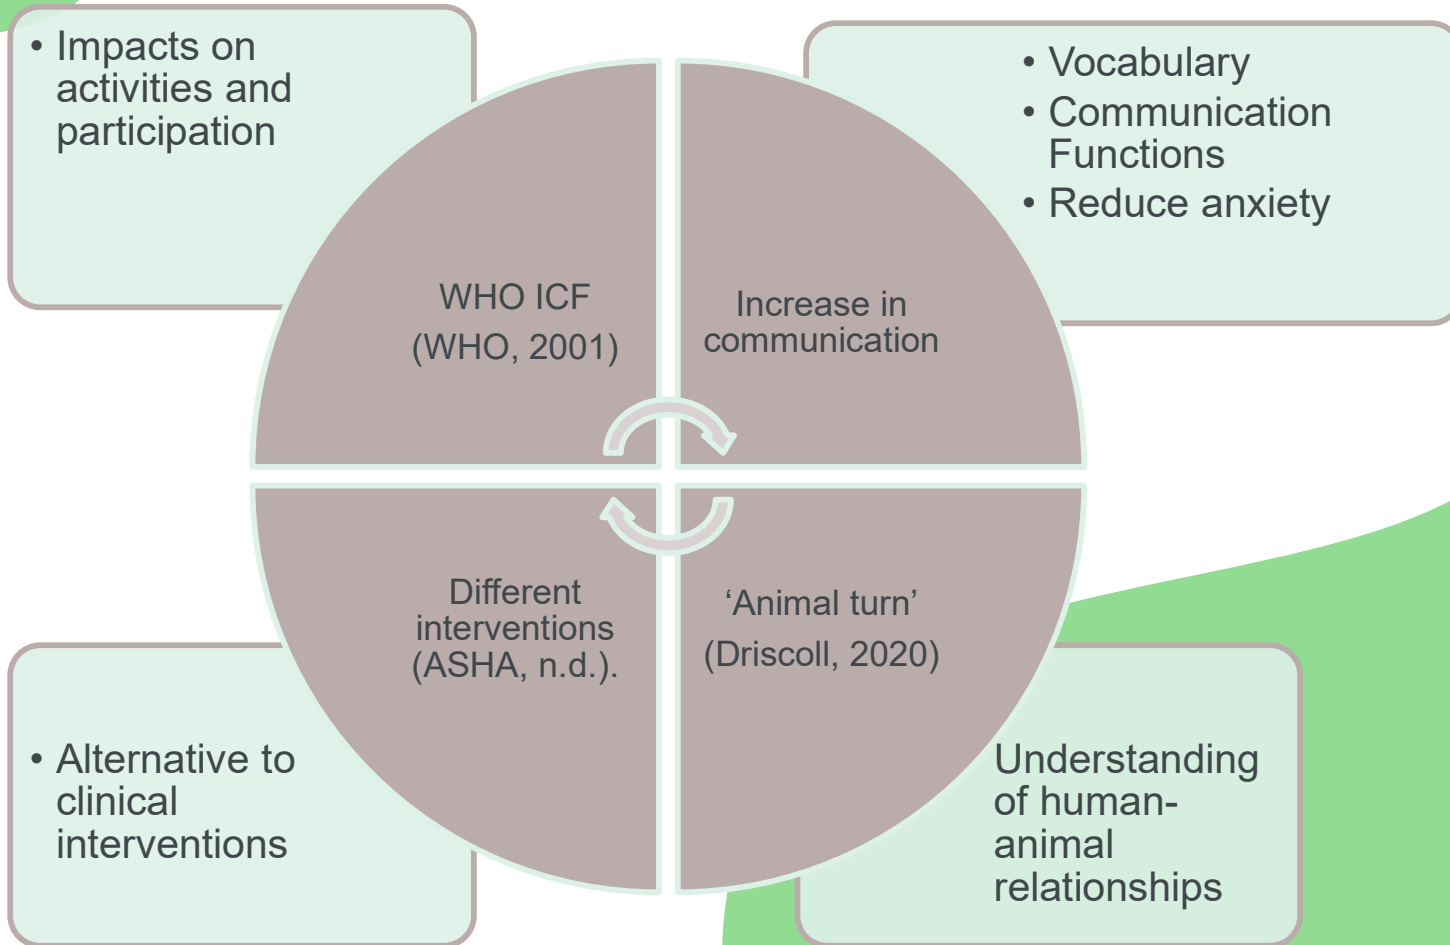 • Impacts on
activities and
participation
• Vocabulary
• Communication
Functions
• Reduce anxiety
WHO ICF
(WHO, 2001)
Increase in
communication
Different
interventions
(ASHA, n.d.).
‘Animal turn’
(Driscoll, 2020)
• Alternative to
clinical
interventions
Understanding
of human-
animal
relationships